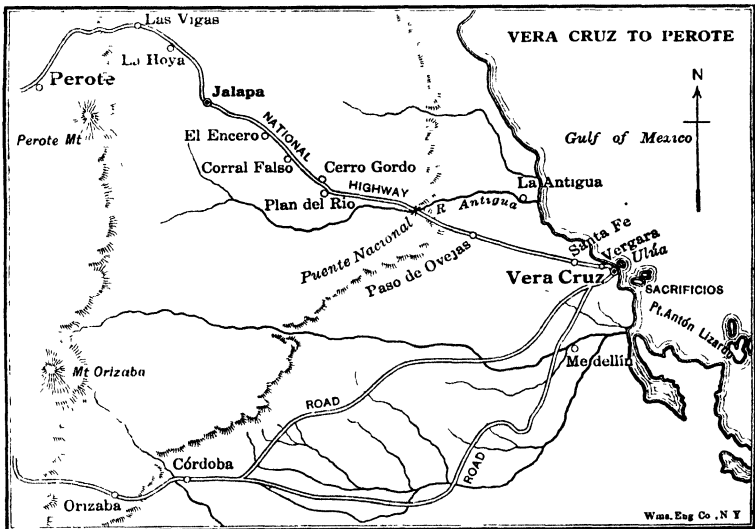 VERA CRUZ TO PEROTE
Las Vigas
La Hoya
Perote
Jalapa
N
Perote Mt
El Encero
NATIONAL
Gulf of Mexico
Corral Falso
Cerro Gordo
HIGHWAY
La Antigua
Plan del Rio
R Antigua
Puente Nacional
Paso de Ovejas
Santa Fe
Vergara
Ulúa
Vera Cruz
SACRIFICIOS
Pt. Antón Lizardo
Mt Orizaba
Medellín
ROAD
ROAD
Córdoba
Orizaba
Wms. Eng Co, N Y